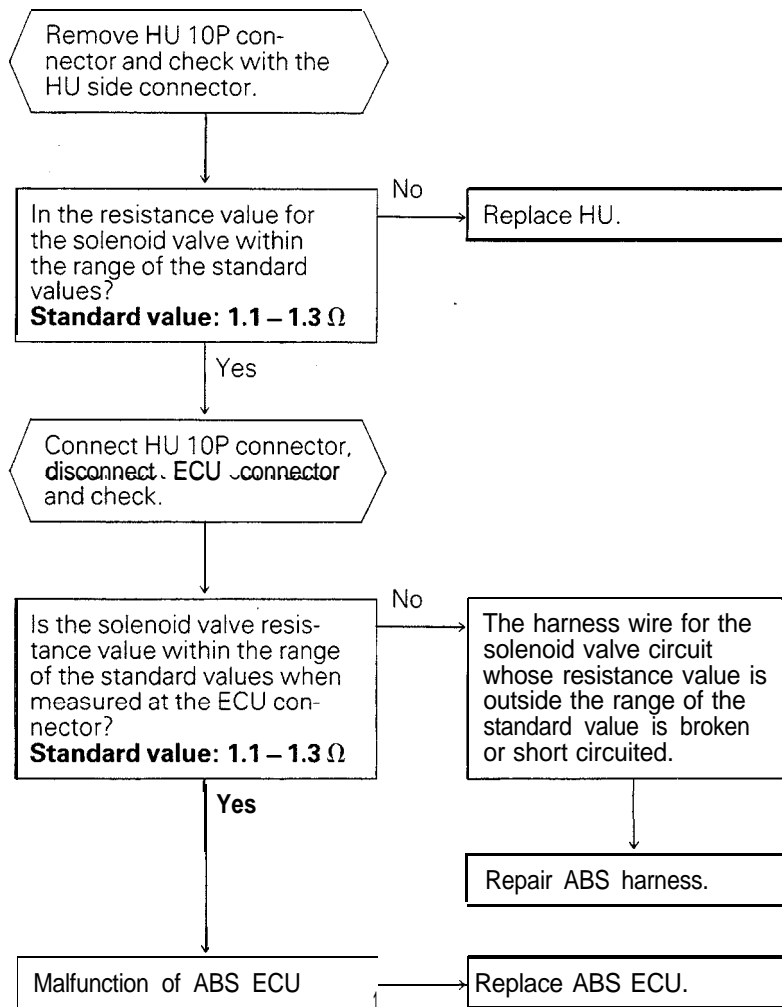 Remove HU 10P con-
nector and check with the
HU side connector.
No
In the resistance value for
the solenoid valve within
the range of the standard
values?
Standard value: 1.1 – 1.3 Ω
Replace HU.
Yes
Connect HU 10P connector,
disconnect ECU connector
and check.
No
Is the solenoid valve resis-
tance value within the range
of the standard values when
measured at the ECU con-
nector?
Standard value: 1.1 – 1.3 Ω
The harness wire for the
solenoid valve circuit
whose resistance value is
outside the range of the
standard value is broken
or short circuited.
Yes
Repair ABS harness.
Malfunction of ABS ECU
Replace ABS ECU.